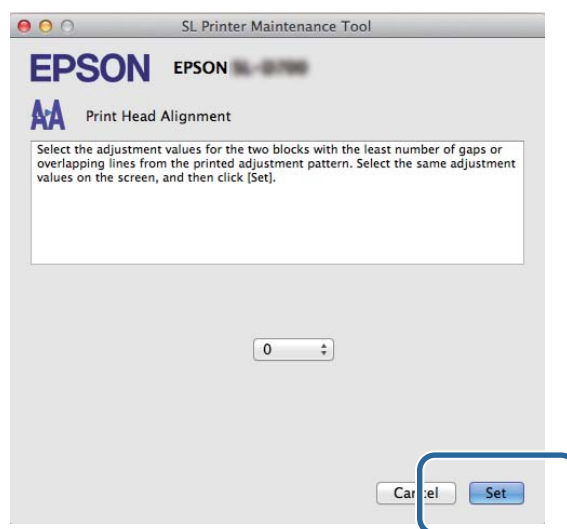 SL Printer Maintenance Tool
EPSON EPSON
Print Head Alignment
Select the adjustment values for the two blocks with the least number of gaps or
overlapping lines from the printed adjustment pattern. Select the same adjustment
values on the screen, and then click [Set].
0
Cancel Set